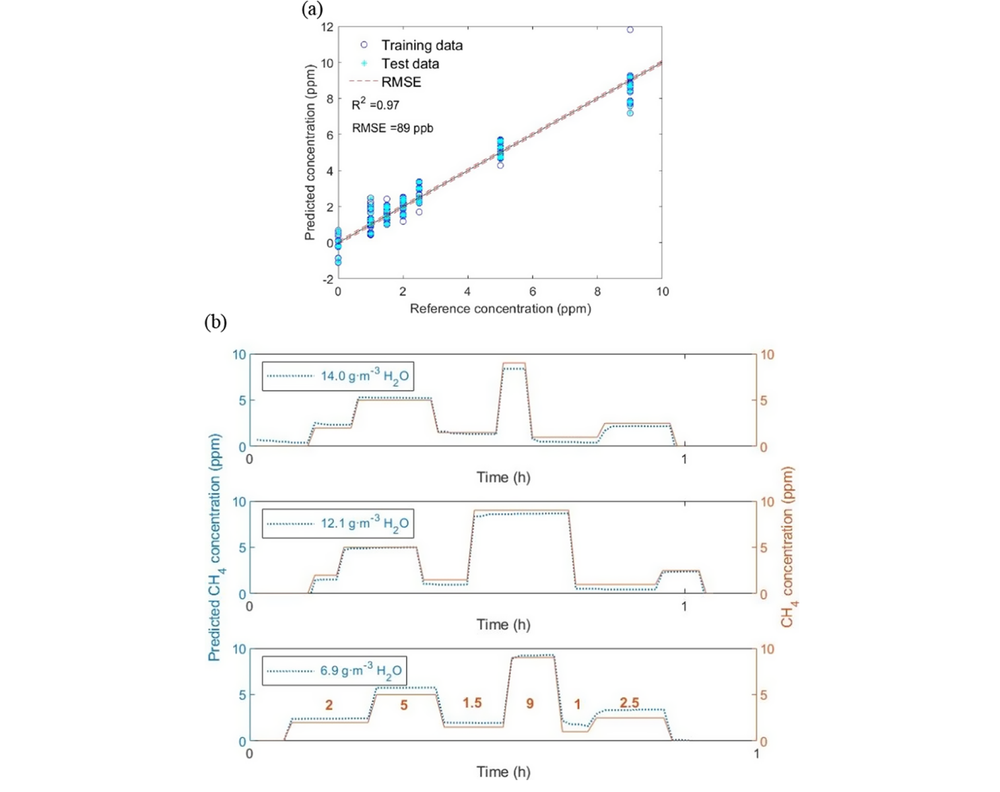 (a)
12
10
8
6
4
2
0
-2
Predicted concentration (ppm)
Training data
Test data
RMSE
R2 =0.97
RMSE =89 ppb
0 2 4 6 8 10
Reference concentration (ppm)
(b)
Predicted CH4 concentration (ppm)
CH4 concentration (ppm)
10 10
14.0 g·m-3 H2O
5 5
0 0
0 1
Time (h)
10 10
12.1 g·m-3 H2O
5 5
0 0
0 1
Time (h)
10 10
6.9 g·m-3 H2O
5 5
2 5 1.5 9 1 2.5
0 0
0 1
Time (h)